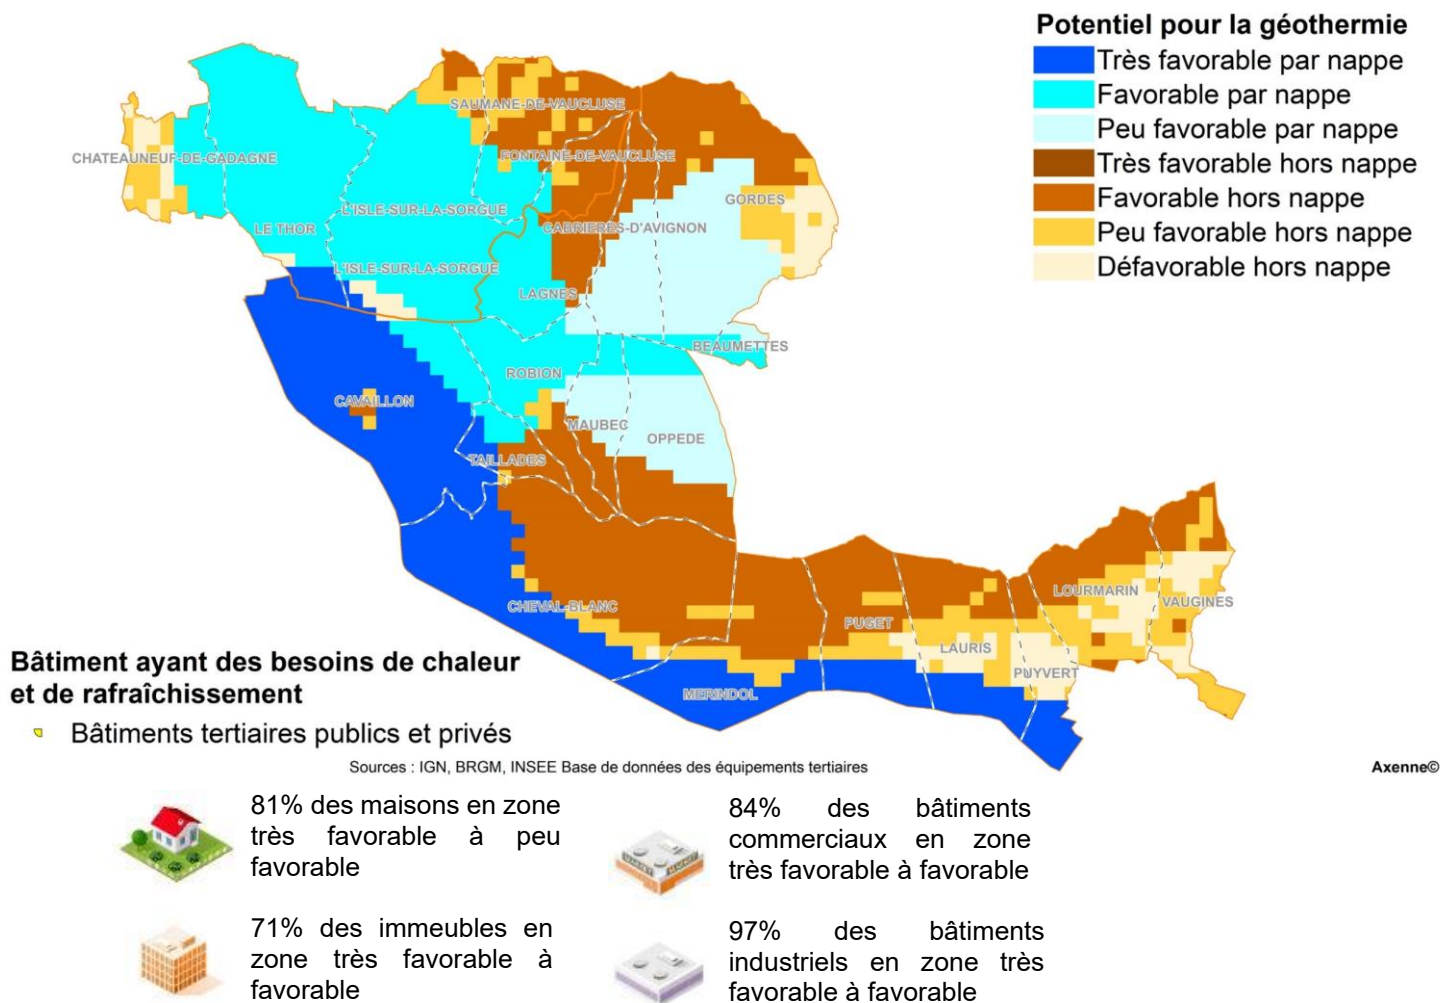 Potentiel pour la géothermie
Très favorable par nappe
Favorable par nappe
Peu favorable par nappe
Très favorable hors nappe
Favorable hors nappe
Peu favorable hors nappe
Défavorable hors nappe
SAUMANE-DE-VAUCLUSE
CHATEAUNEUF-DE-GADAGNE
FONTAINE-DE-VAUCLUSE
GORDES
L'ISLE-SUR-LA-SORGUE
LE THOR
CABRIERES-D'AVIGNON
L'ISLE-SUR-LA-SORGUE
LAGNES
BEAUMETTES
ROBION
CAVAILLON
MAUBEC
OPPEDE
TAILLADES
CHEVAL-BLANC
LOURMARIN
VAUGINES
PUGET
LAURIS
PUYVERT
MERINDOL
Bâtiment ayant des besoins de chaleur
et de rafraîchissement
Bâtiments tertiaires publics et privés
Sources : IGN, BRGM, INSEE Base de données des équipements tertiaires
Axenne©
81% des maisons en zone
très favorable à peu
favorable
84% des bâtiments
commerciaux en zone
très favorable à favorable
MARKET MARKET
71% des immeubles en
zone très favorable à
favorable
97% des bâtiments
industriels en zone très
favorable à favorable